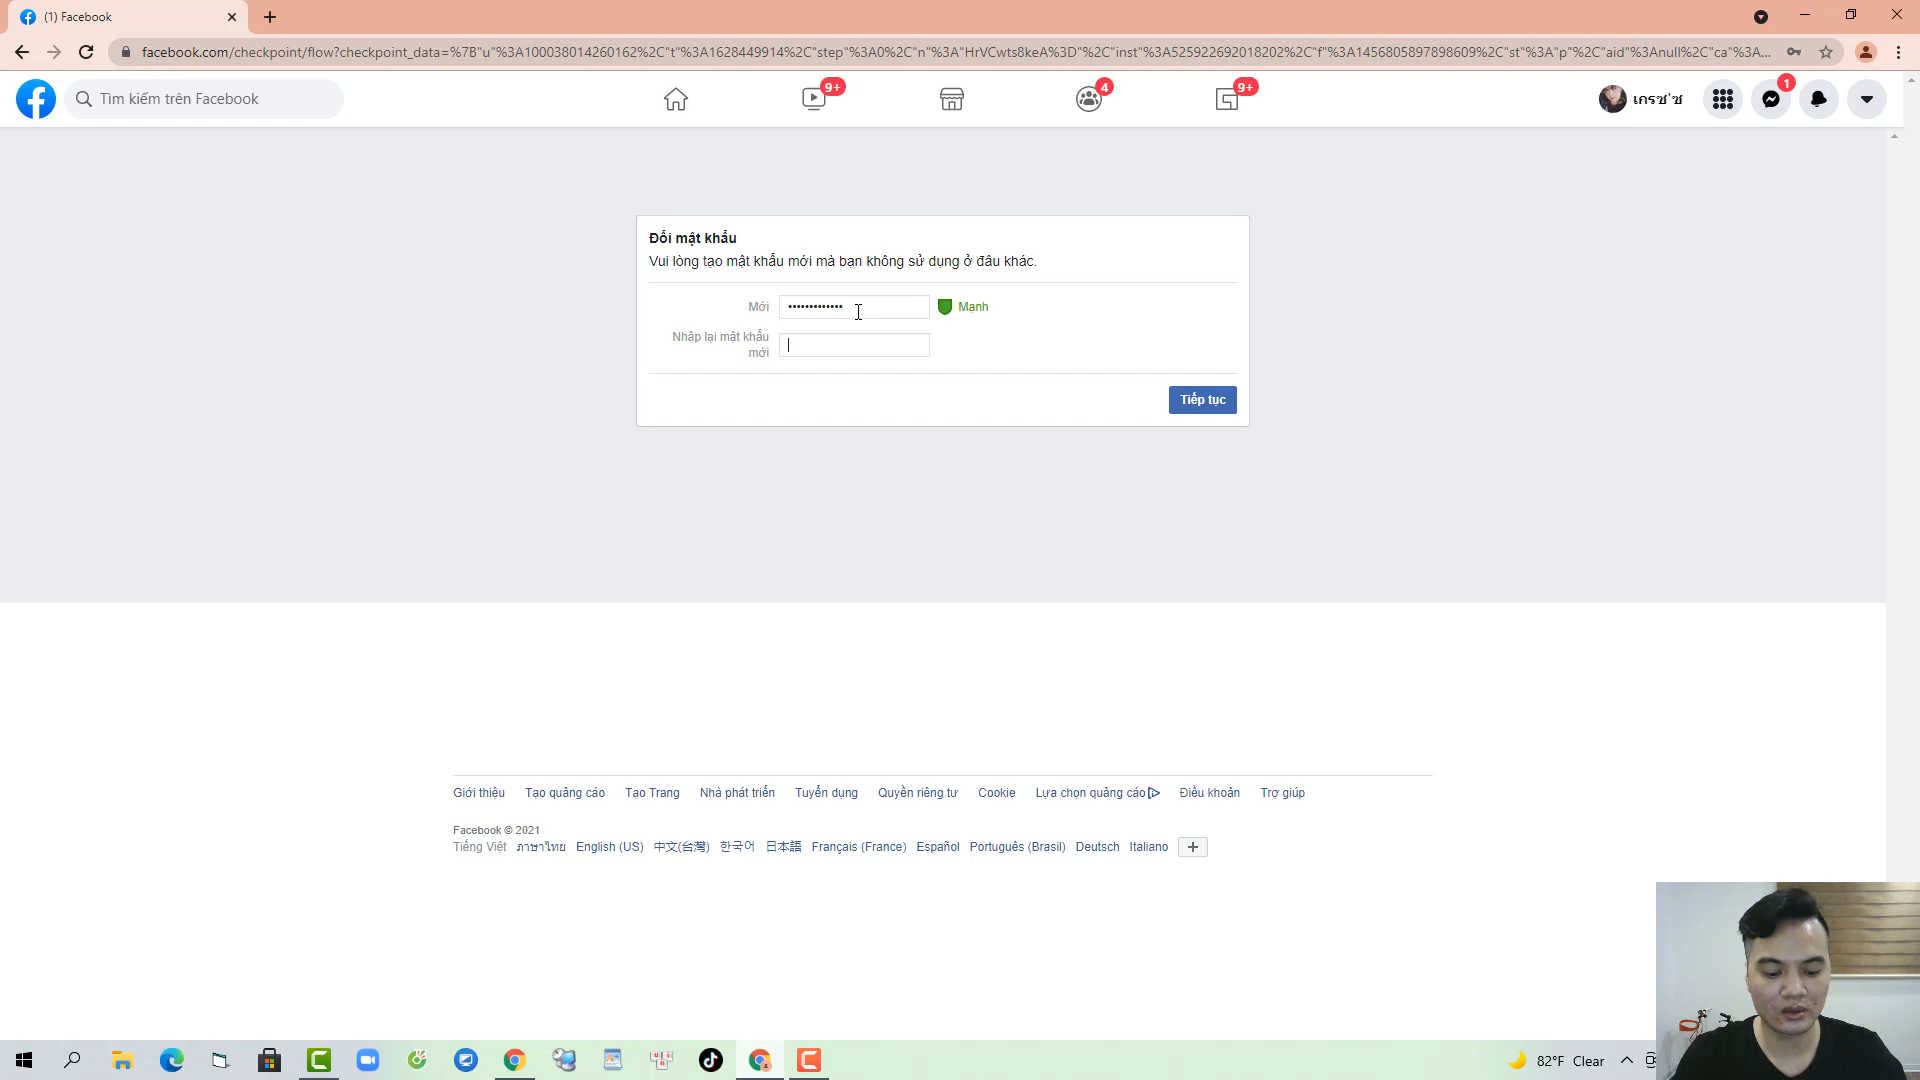 (1) Facebook
facebook.com/checkpoint/flow?checkpoint_data=%7B"u"%3A100038014260162%2C"t"%3A1628449914%2C"step"%3A0%2C"n"%3A"HrVCwts8keA%3D"%2C"inst"%3A525922692018202%2C"f"%3A1456805897898609%2C"st"%3A"p"%2C"aid"%3Anull%2C"ca"%3A...
Tìm kiếm trên Facebook
9+
4
9+
1
Đổi mật khẩu
Vui lòng tạo mật khẩu mới mà bạn không sử dụng ở đâu khác.
Mới
Mạnh
Nhập lại mật khẩu
mới
Tiếp tục
Giới thiệu Tạo quảng cáo Tạo Trang Nhà phát triển Tuyển dụng Quyền riêng tư Cookie Lựa chọn quảng cáo Điều khoản Trợ giúp
Facebook © 2021
Tiếng Việt ภาษาไทย English (US) 中文(台灣) 한국어 日本語 Français (France) Español Português (Brasil) Deutsch Italiano
82°F Clear